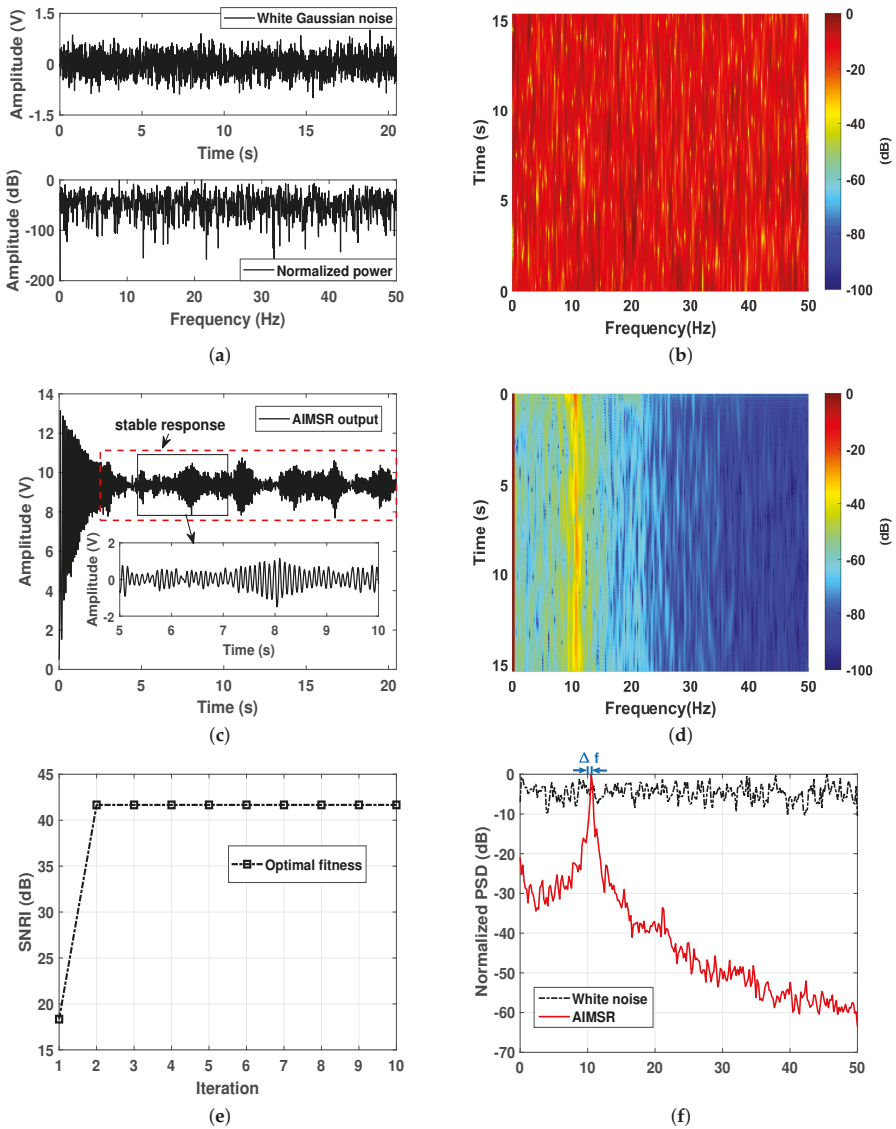 1.5
0
-1.5
Amplitude (V)
White Gaussian noise
0 5 10 15 20
Time (s)
0
-100
-200
Amplitude (dB)
Normalized power
0 10 20 30 40 50
Frequency (Hz)
(a)
15
10
5
0
Time (s)
0 10 20 30 40 50
Frequency(Hz)
0
-20
-40
-60
-80
-100
(dB)
(b)
14
12
10
8
6
4
2
0
Amplitude (V)
stable response
AIMSR output
2
0
-2
Amplitude (V)
5 6 7 8 9 10
Time (s)
0 5 10 15 20
Time (s)
(c)
0
5
10
15
Time (s)
0 10 20 30 40 50
Frequency(Hz)
0
-20
-40
-60
-80
-100
(dB)
(d)
45
40
35
30
25
20
15
SNRI (dB)
Optimal fitness
1 2 3 4 5 6 7 8 9 10
Iteration
(e)
Δ f
0
-10
-20
-30
-40
-50
-60
-70
Normalized PSD (dB)
White noise
AIMSR
0 10 20 30 40 50
(f)